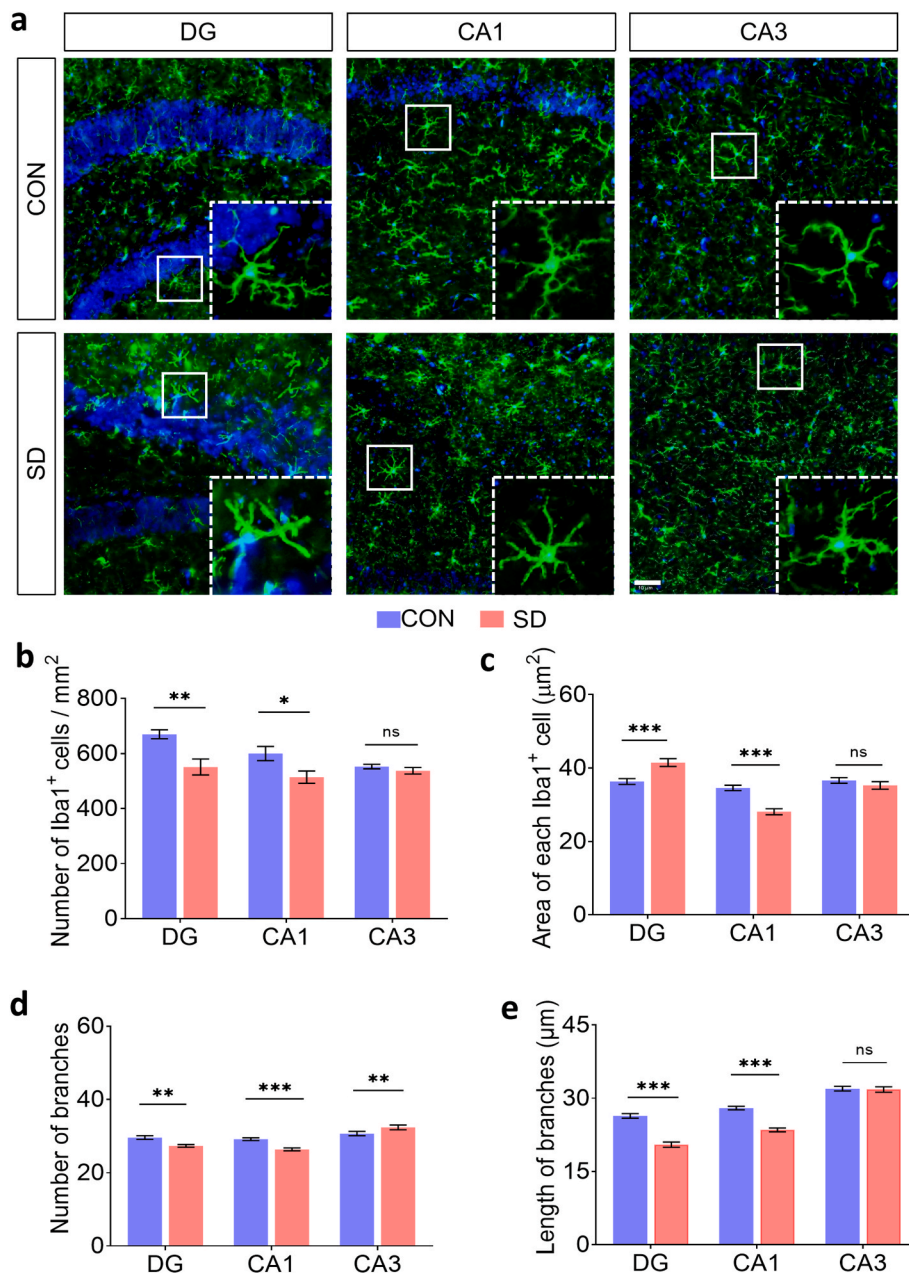 a
DG CA1 CA3
CON
SD
10 μm
CON SD
b
Number of Iba1+ cells / mm2
800
600
400
200
0
** * ns
DG CA1 CA3
c
Area of each Iba1+ cell (μm2)
60
40
20
0
*** *** ns
DG CA1 CA3
d
Number of branches
60
40
20
0
** *** **
DG CA1 CA3
e
Length of branches (μm)
45
30
15
0
*** *** ns
DG CA1 CA3